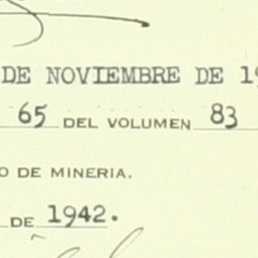 DE NOVIEMBRE DE 19
65 DEL VOLUMEN 83
O DE MINERIA.
DE 1942.